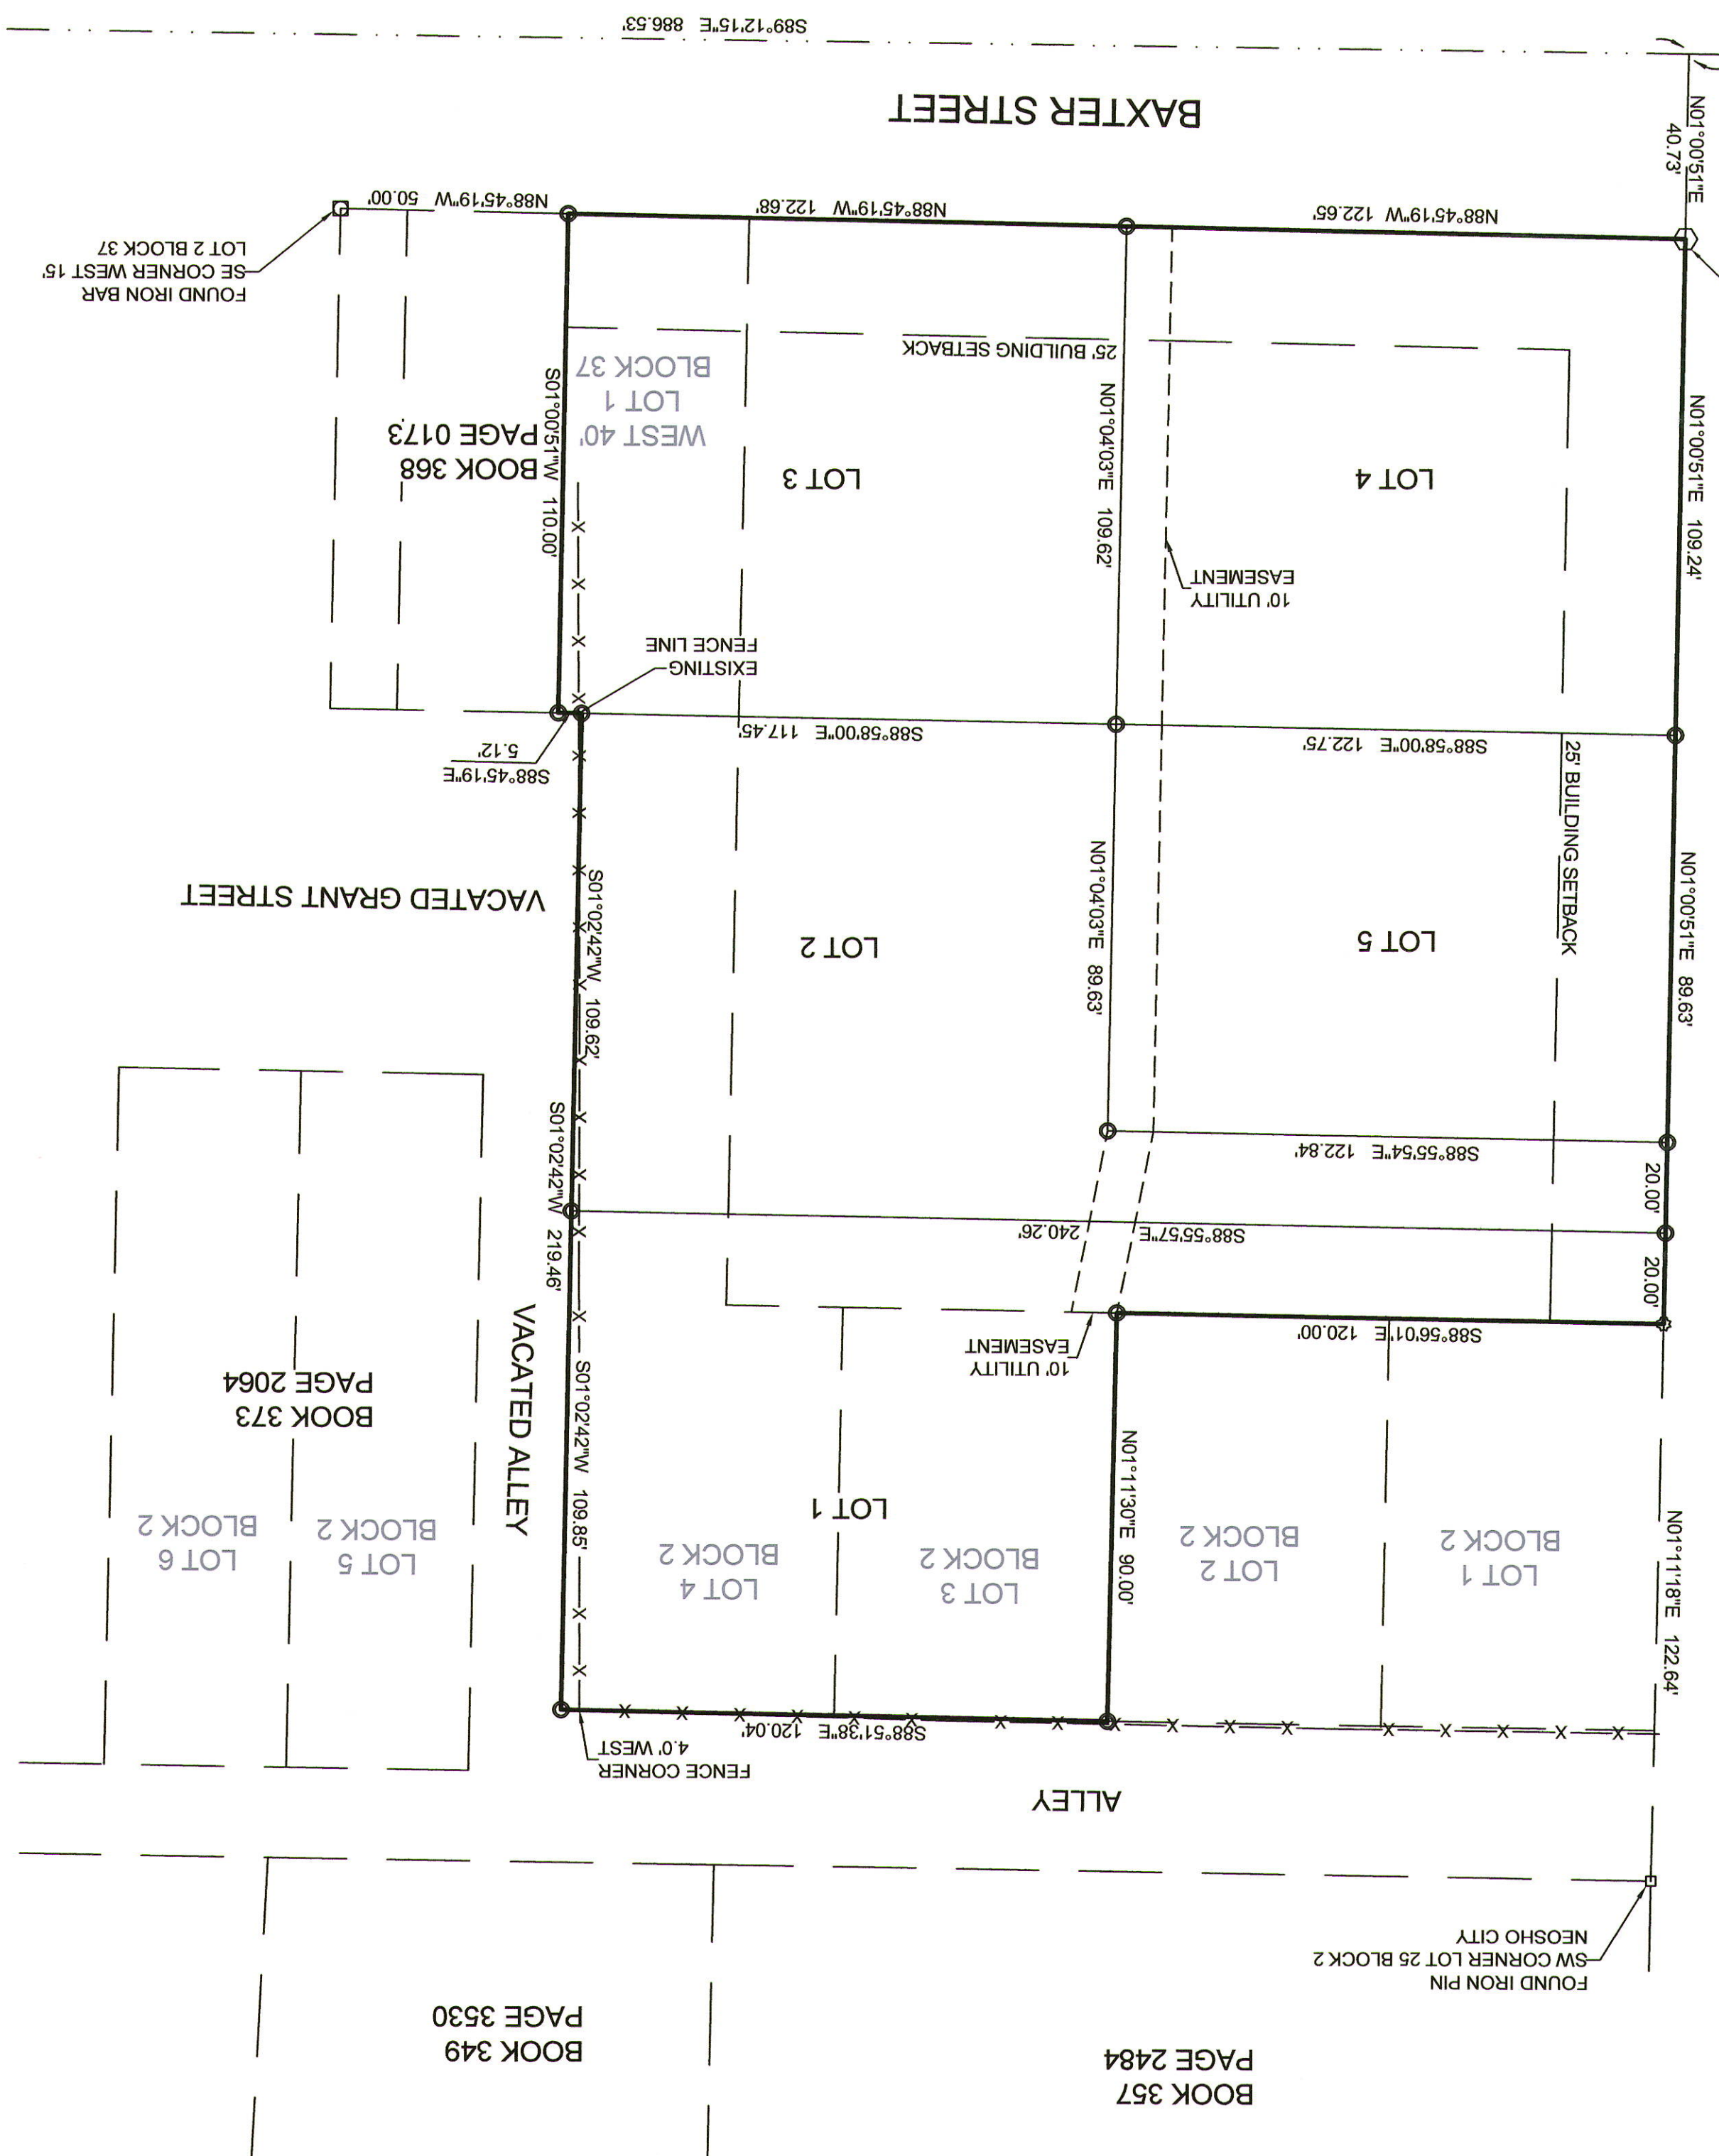 BOOK 357
PAGE 2484
BOOK 349
PAGE 3530
FOUND IRON PIN
SW CORNER LOT 25 BLOCK 2
NEOSHO CITY
ALLEY
FENCE CORNER
4.0' WEST
S88°51'38"E 120.04'
N01°11'18"E 122.64'
LOT 1
BLOCK 2
LOT 2
BLOCK 2
N01°11'30"E 90.00'
LOT 3
BLOCK 2
LOT 4
BLOCK 2
LOT 1
S01°02'42"W 109.85'
VACATED ALLEY
LOT 5
BLOCK 2
LOT 6
BLOCK 2
BOOK 373
PAGE 2064
S88°56'01"E 120.00'
10' UTILITY
EASEMENT
20.00'
S88°55'57"E 240.26'
S01°02'42"W 219.46'
20.00'
S88°55'54"E 122.84'
N01°00'51"E 89.63'
LOT 5
25' BUILDING SETBACK
N01°04'03"E 89.63'
LOT 2
S01°02'42"W 109.62'
VACATED GRANT STREET
S88°58'00"E 122.75'
S88°58'00"E 117.45'
S88°45'19"E
5.12'
EXISTING
FENCE LINE
10' UTILITY
EASEMENT
N01°00'51"E 109.24'
LOT 4
N01°04'03"E 109.62'
LOT 3
WEST 40'
LOT 1
BLOCK 37
S01°00'51"W 110.00'
BOOK 368
PAGE 0173
25' BUILDING SETBACK
FOUND IRON BAR
SE CORNER WEST 15'
LOT 2 BLOCK 37
N88°45'19"W 122.65'
N88°45'19"W 122.68'
N88°45'19"W 50.00'
N01°00'51"E
40.73'
BAXTER STREET
S89°12'15"E 886.53'